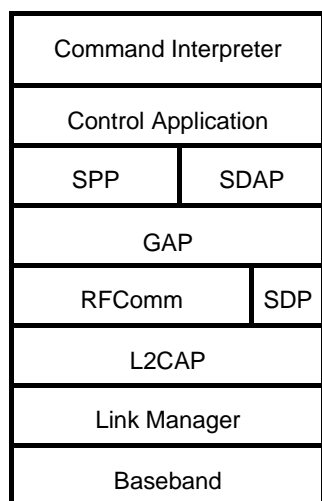 Command Interpreter
Control Application
SPP SDAP
GAP
RFComm SDP
L2CAP
Link Manager
Baseband